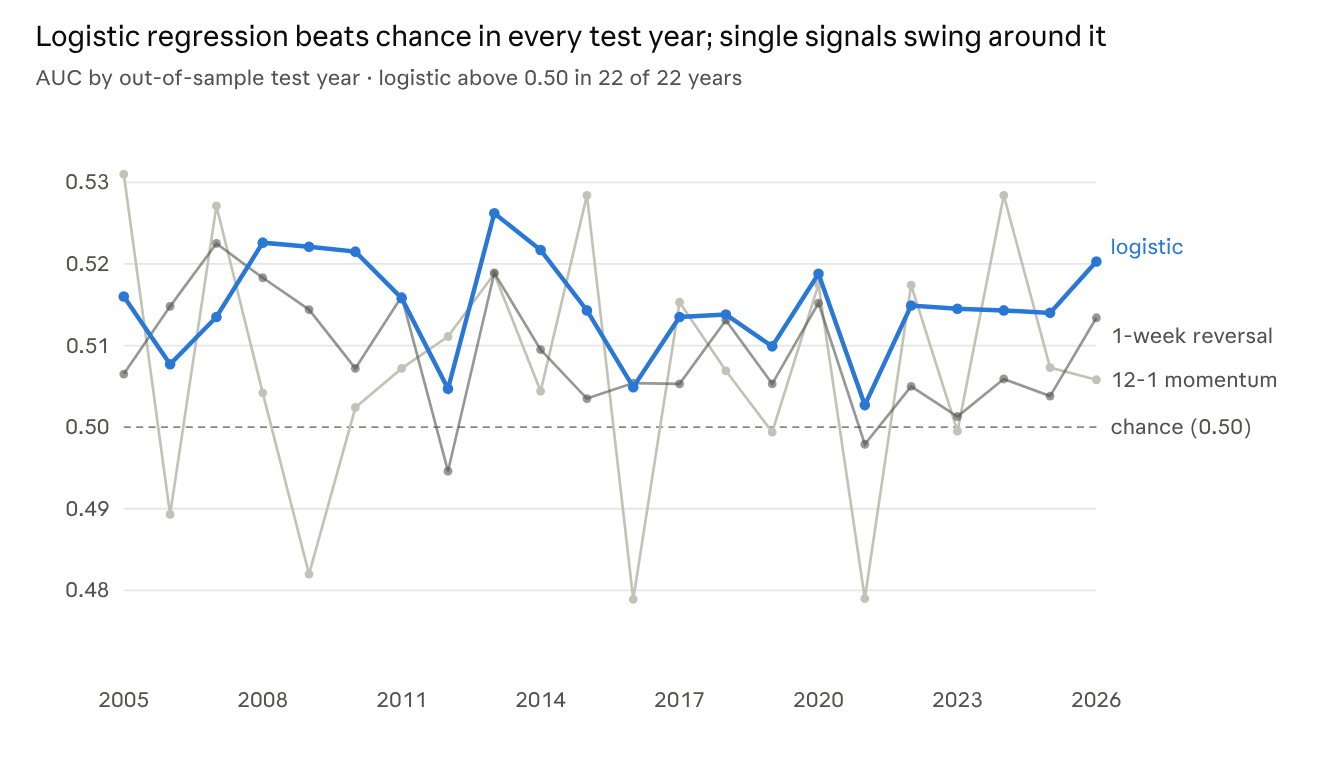 Logistic regression beats chance in every test year; single signals swing around it
AUC by out-of-sample test year · logistic above 0.50 in 22 of 22 years
0.53
0.52
0.51
0.50
0.49
0.48
logistic
1-week reversal
12-1 momentum
chance (0.50)
2005 2008 2011 2014 2017 2020 2023 2026